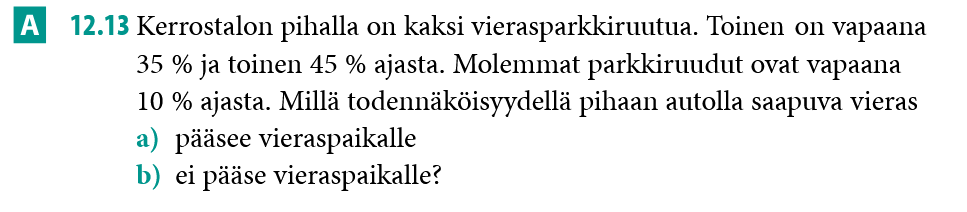 A 12.13 Kerrostalon pihalla on kaksi vierasparkkiruutua. Toinen on vapaana
35 % ja toinen 45 % ajasta. Molemmat parkkiruudut ovat vapaana
10 % ajasta. Millä todennäköisyydellä pihaan autolla saapuva vieras
a) pääsee vieraspaikalle
b) ei pääse vieraspaikalle?